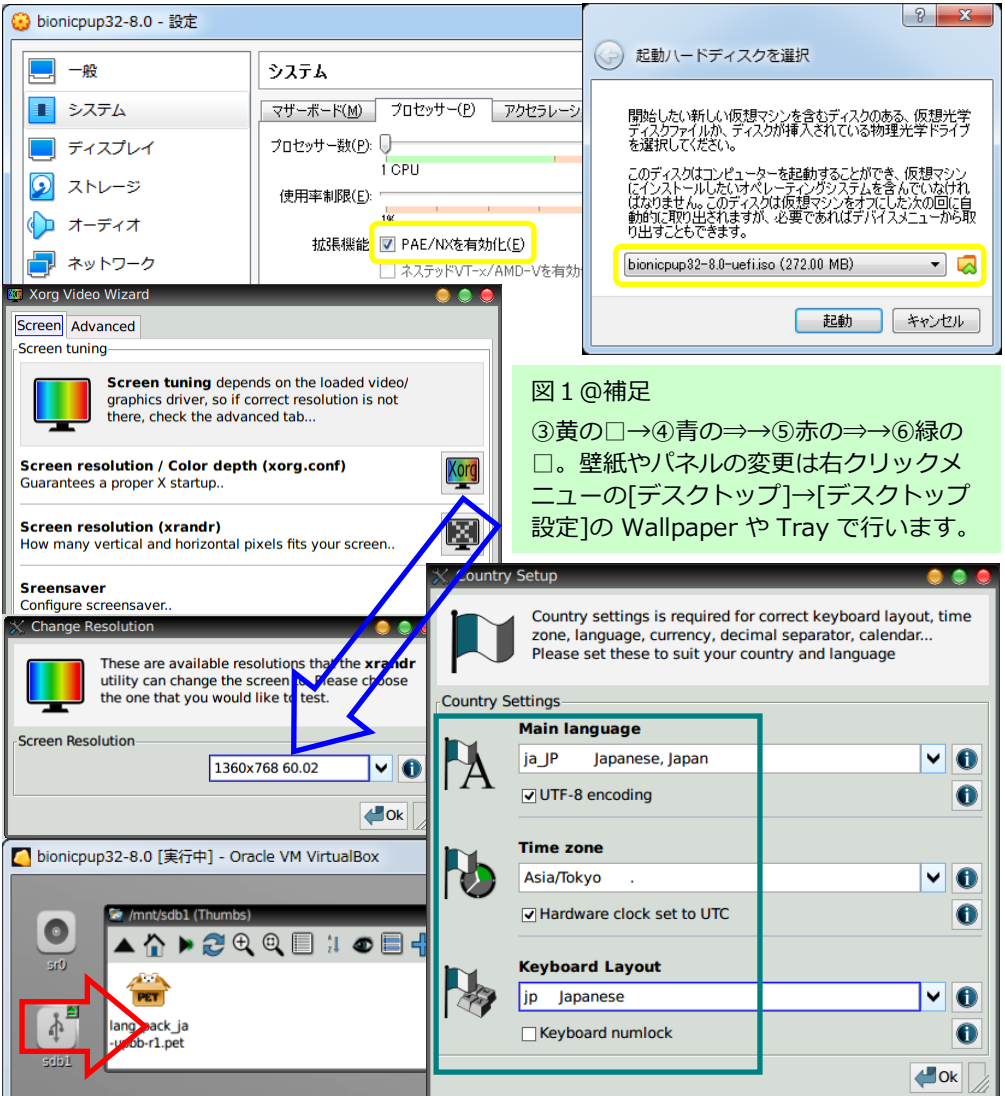 bionicpup32-8.0 - 設定
一般
システム
ディスプレイ
ストレージ
オーディオ
ネットワーク
システム
マザーボード(M)
プロセッサー(P)
アクセラレーシ
プロセッサー数(P):
1 CPU
使用率制限(E):
1%
拡張機能
PAE/NXを有効化(E)
ネステッドVT-x/AMD-Vを有効
起動ハードディスクを選択
開始したい新しい仮想マシンを含むディスクのある、仮想光学
ディスクファイルか、ディスクが挿入されている物理光学ドライブ
を選択してください。
このディスクはコンピューターを起動することができ、仮想マシン
にインストールしたいオペレーティングシステムを含んでいなけれ
ばなりません。このディスクは仮想マシンをオフにした次の回に自
動的に取り出されますが、必要であればデバイスメニューから取
り出すこともできます。
bionicpup32-8.0-uefi.iso (272.00 MB)
起動
キャンセル
Xorg Video Wizard
Screen
Advanced
Screen tuning
Screen tuning depends on the loaded video/
graphics driver, so if correct resolution is not
there, check the advanced tab...
Screen resolution / Color depth (xorg.conf)
Guarantees a proper X startup..
Xorg
Screen resolution (xrandr)
How many vertical and horizontal pixels fits your screen..
Sreensaver
Configure screensaver..
図1@補足
③黄の□→④青の⇒→⑤赤の⇒→⑥緑の
□。壁紙やパネルの変更は右クリックメ
ニューの[デスクトップ]→[デスクトップ
設定]の Wallpaper や Tray で行います。
Change Resolution
These are available resolutions that the xrandr
utility can change the screen to. Please choose
the one that you would like to test.
Screen Resolution
1360x768 60.02
Ok
Country Setup
Country settings is required for correct keyboard layout, time
zone, language, currency, decimal separator, calendar...
Please set these to suit your country and language
Country Settings
Main language
ja_JP Japanese, Japan
UTF-8 encoding
Time zone
Asia/Tokyo .
Hardware clock set to UTC
Keyboard Layout
jp Japanese
Keyboard numlock
Ok
bionicpup32-8.0 [実行中] - Oracle VM VirtualBox
/mnt/sdb1 (Thumbs)
sr0
PET
lang_pack_ja
-upbb-r1.pet
sdb1